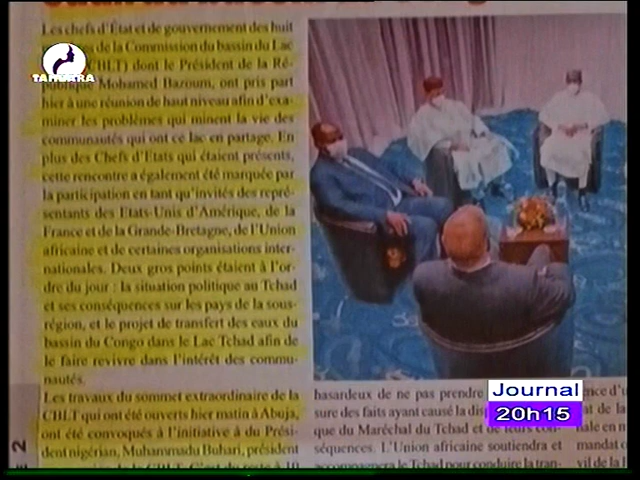 Les chefs d'État et de gouvernement des huit
de la Commission du bassin du Lac
CBLT) dont le Président de la Ré-
publique Mohamed Bazoum, ont pris part
hier à une réunion de haut niveau afin d'exa-
miner les problèmes qui minent la vie des
communautés qui ont ce lac en partage. En
plus des Chefs d'Etats qui étaient présents,
cette rencontre a également été marquée par
la participation en tant qu'invités des repré-
sentants des Etats-Unis d'Amérique, de la
France et de la Grande-Bretagne, de l'Union
africaine et de certaines organisations inter-
nationales. Deux gros points étaient à l'or-
dre du jour : la situation politique au Tchad
et ses conséquences sur les pays de la sous-
région, et le projet de transfert des eaux du
bassin du Congo dans le Lac Tchad afin de
le faire revivre dans l'intérêt des commu-
nautés.
Les travaux du sommet extraordinaire de la
CBLT qui ont été ouverts hier matin à Abuja,
ont été convoqués à l'initiative à du Prési-
dent nigérian, Muhammadu Buhari, président
hasardeux de ne pas prendre
sure des faits ayant causé la
que du Maréchal du Tchad et de leurs con-
séquences. L'Union africaine soutiendra et
accompagnera le Tchad pour conduire la tran-
TAMBARA
Journal
20h15
2